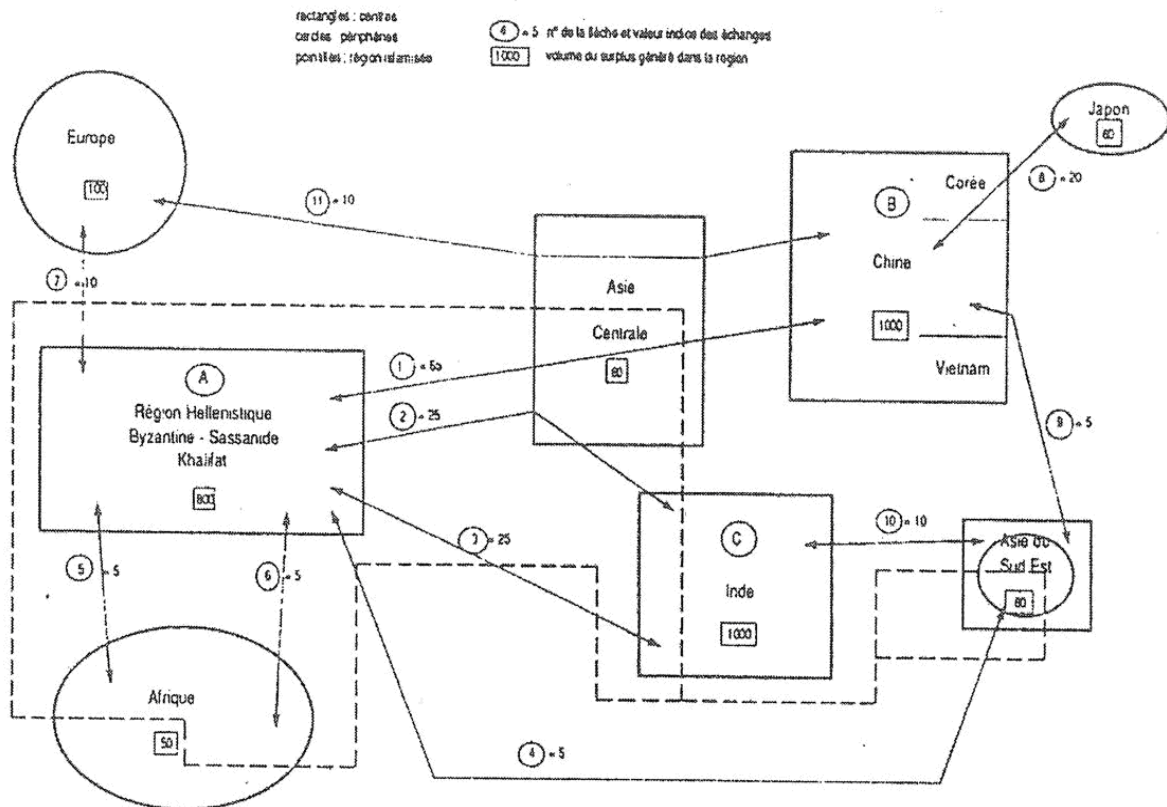 rectangles : centres
④ = 5 n° de la flèche et valeur indice des échanges
cercles périphéries
1000 volume du surplus généré dans la région
pointillés : région islamisée
Japon
60
Europe
100
Corée
⑧ = 20
B
⑪ = 10
Chine
1000
Vietnam
Asie
Centrale
80
⑦ = 10
A
① = 65
Région Hellenistique
Byzantine - Sassanide
Khalifat
800
② = 25
⑨ = 5
③ = 25
C
Inde
1000
⑩ = 10
Asie du
Sud Est
80
⑤ = 5
⑥ = 5
Afrique
50
④ = 5